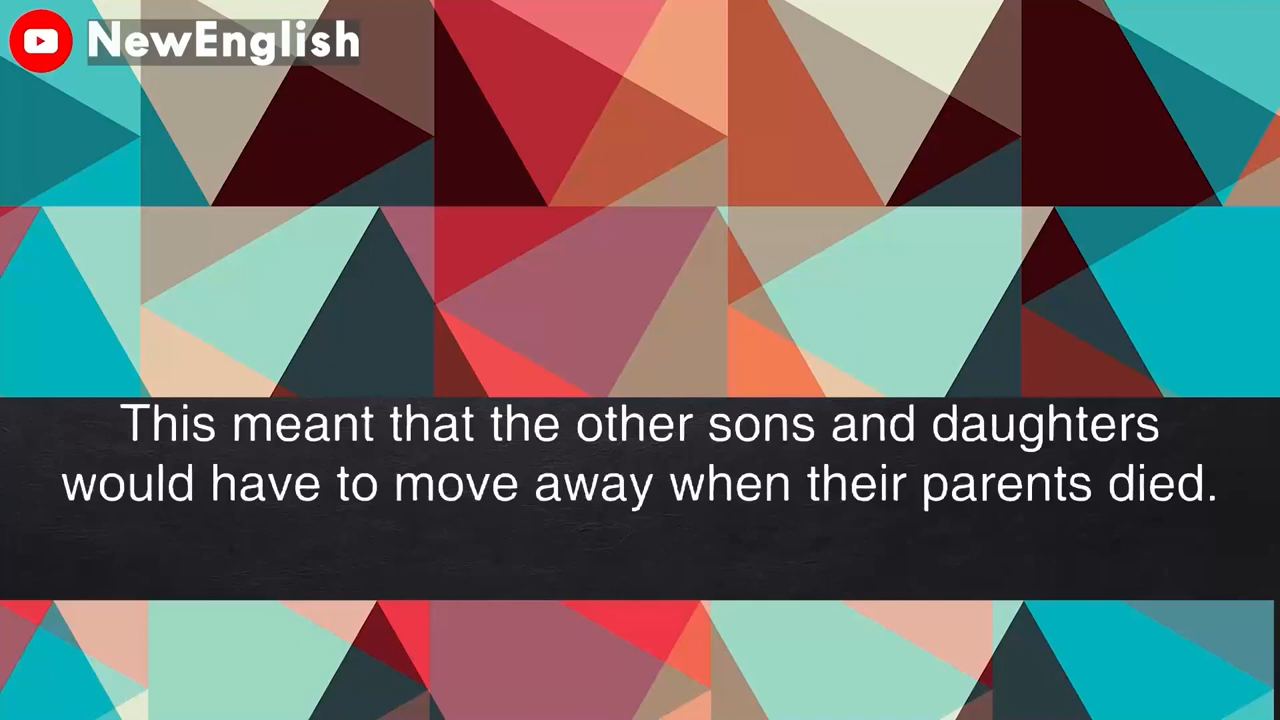 NewEnglish
This meant that the other sons and daughters
would have to move away when their parents died.